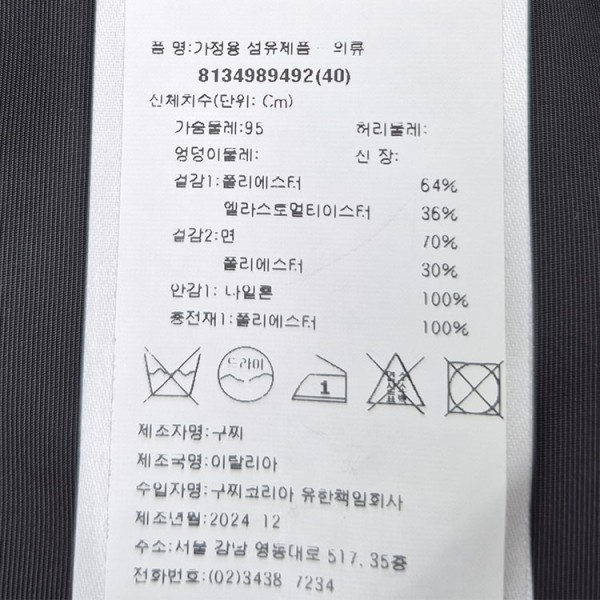 품 명:가정용 섬유제품 의류
8134989492(40)
신체치수(단위: Cm)
가슴둘레:95 허리둘레:
엉덩이둘레: 신 장:
겉감1:폴리에스터 64%
엘라스토멀티에스터 36%
겉감2:면 70%
폴리에스터 30%
안감1: 나일론 100%
충전재1:폴리에스터 100%
드라이
1
염소
표백
제조자명:구찌
제조국명:이탈리아
수입자명:구찌코리아 유한책임회사
제조년월:2024 12
주소:서울 강남 영동대로 517, 35층
전화번호:(02)3438 7234